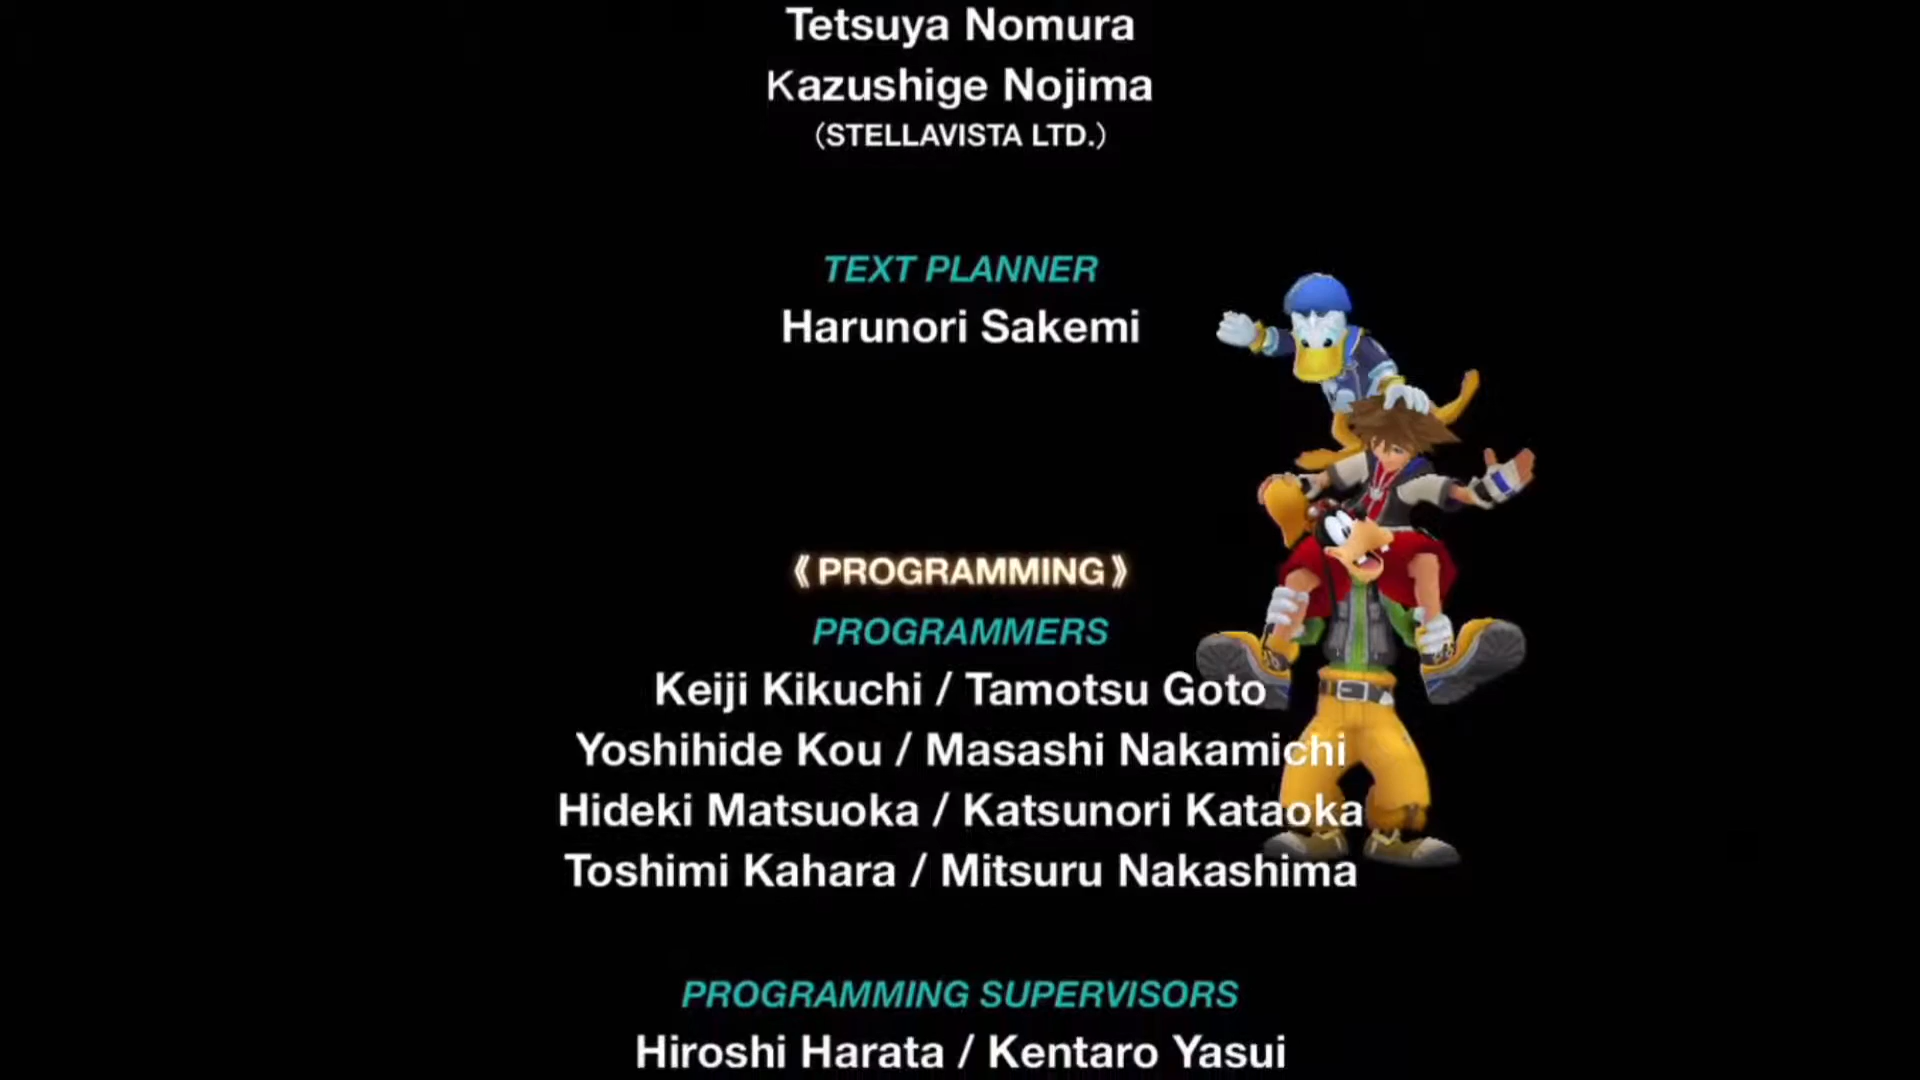 Tetsuya Nomura
Kazushige Nojima
(STELLAVISTA LTD.)
TEXT PLANNER
Harunori Sakemi
《PROGRAMMING》
PROGRAMMERS
Keiji Kikuchi / Tamotsu Goto
Yoshihide Kou / Masashi Nakamichi
Hideki Matsuoka / Katsunori Kataoka
Toshimi Kahara / Mitsuru Nakashima
PROGRAMMING SUPERVISORS
Hiroshi Harata / Kentaro Yasui